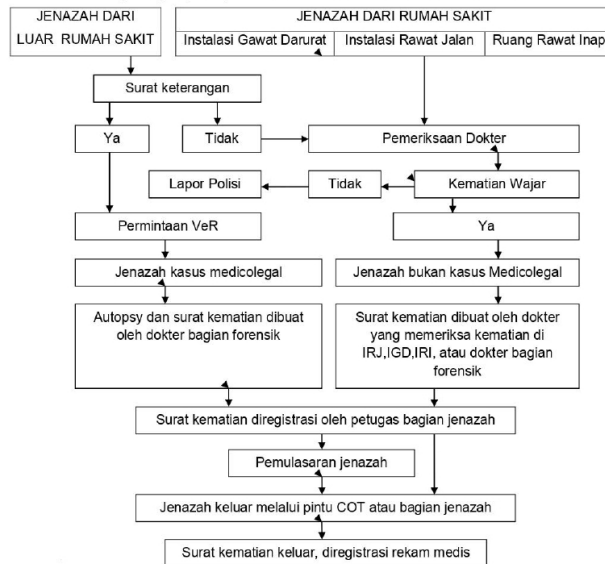 JENAZAH DARI
LUAR RUMAH SAKIT
JENAZAH DARI RUMAH SAKIT
Instalasi Gawat Darurat
Instalasi Rawat Jalan
Ruang Rawat Inap
Surat keterangan
Ya
Tidak
Pemeriksaan Dokter
Lapor Polisi
Tidak
Kematian Wajar
Permintaan VeR
Ya
Jenazah kasus medicolegal
Jenazah bukan kasus Medicolegal
Autopsy dan surat kematian dibuat
oleh dokter bagian forensik
Surat kematian dibuat oleh dokter
yang memeriksa kematian di
IRJ,IGD,IRI, atau dokter bagian
forensik
Surat kematian diregistrasi oleh petugas bagian jenazah
Pemulasaran jenazah
Jenazah keluar melalui pintu COT atau bagian jenazah
Surat kematian keluar, diregistrasi rekam medis